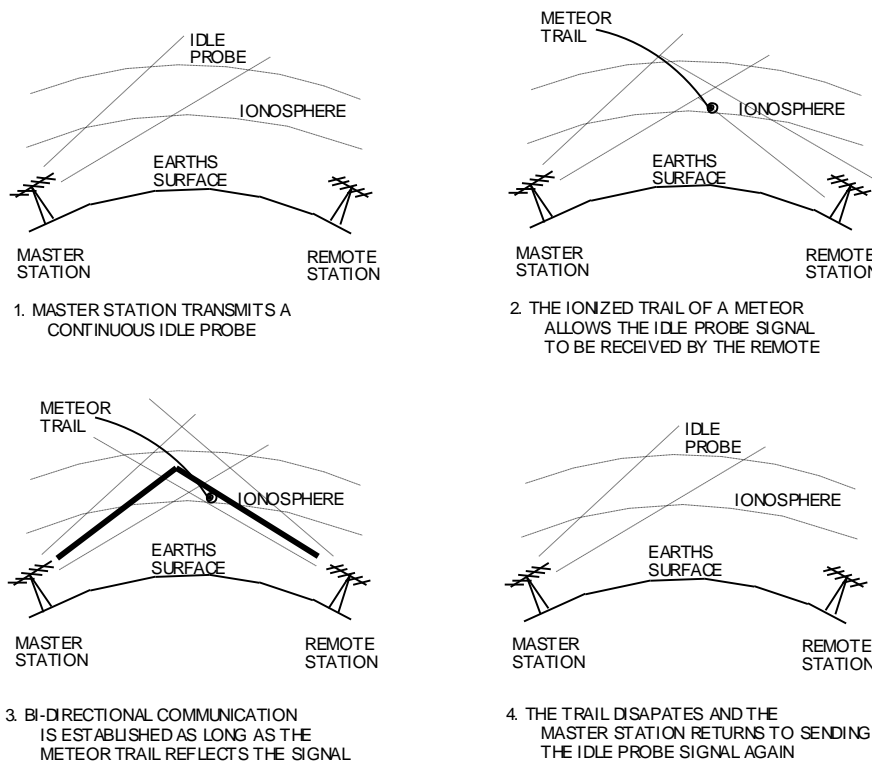 IDLE
PROBE
IONOSPHERE
EARTHS
SURFACE
MASTER
STATION
REMOTE
STATION
1. MASTER STATION TRANSMITS A
CONTINUOUS IDLE PROBE
METEOR
TRAIL
IONOSPHERE
EARTHS
SURFACE
MASTER
STATION
REMOTE
STATION
2. THE IONIZED TRAIL OF A METEOR
ALLOWS THE IDLE PROBE SIGNAL
TO BE RECEIVED BY THE REMOTE
METEOR
TRAIL
IONOSPHERE
EARTHS
SURFACE
MASTER
STATION
REMOTE
STATION
3. BI-DIRECTIONAL COMMUNICATION
IS ESTABLISHED AS LONG AS THE
METEOR TRAIL REFLECTS THE SIGNAL
IDLE
PROBE
IONOSPHERE
EARTHS
SURFACE
MASTER
STATION
REMOTE
STATION
4. THE TRAIL DISAPATES AND THE
MASTER STATION RETURNS TO SENDING
THE IDLE PROBE SIGNAL AGAIN